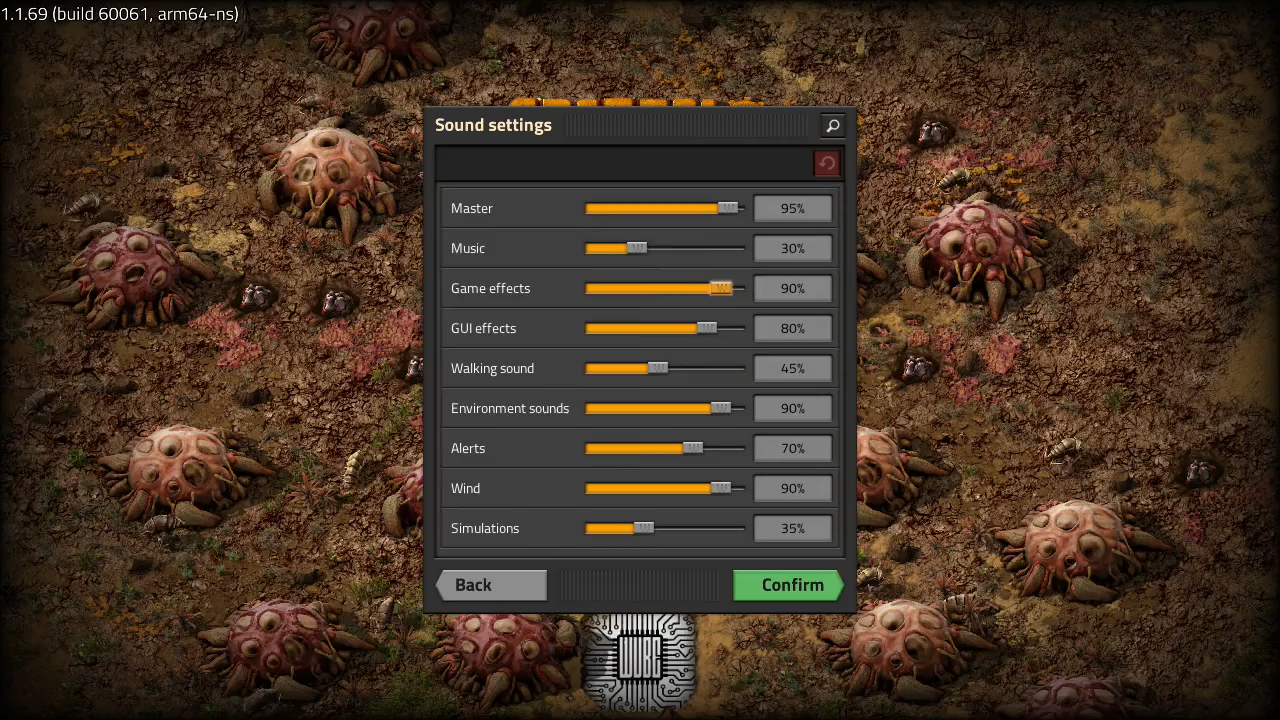 1.1.69 (build 60061, arm64-ns)
Sound settings
Master 95%
Music 30%
Game effects 90%
GUI effects 80%
Walking sound 45%
Environment sounds 90%
Alerts 70%
Wind 90%
Simulations 35%
Back Confirm